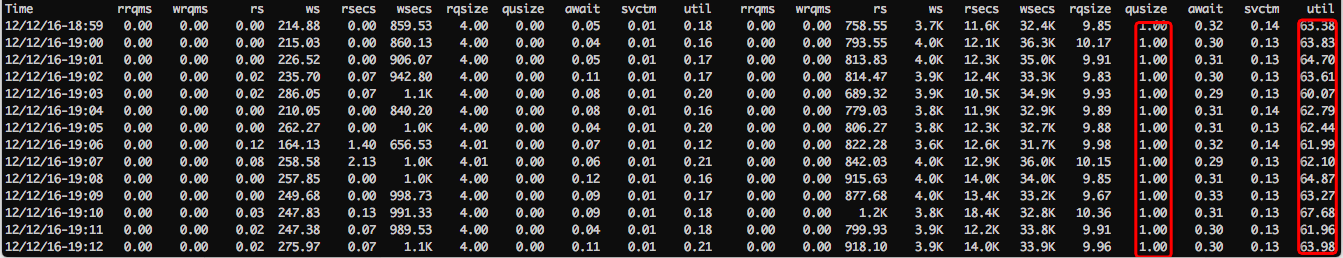 Time rrqms wrqms rs ws rsecs wsecs rqsize qusize await svctm util rrqms wrqms rs ws rsecs wsecs rqsize qusize await svctm util
12/12/16-18:59 0.00 0.00 0.00 214.88 0.00 859.53 4.00 0.00 0.05 0.01 0.18 0.00 0.00 758.55 3.7K 11.6K 32.4K 9.85 1.00 0.32 0.14 63.38
12/12/16-19:00 0.00 0.00 0.00 215.03 0.00 860.13 4.00 0.00 0.04 0.01 0.16 0.00 0.00 793.55 4.0K 12.1K 36.3K 10.17 1.00 0.30 0.13 63.83
12/12/16-19:01 0.00 0.00 0.00 226.52 0.00 906.07 4.00 0.00 0.05 0.01 0.17 0.00 0.00 813.83 4.0K 12.3K 35.0K 9.91 1.00 0.31 0.13 64.70
12/12/16-19:02 0.00 0.00 0.02 235.70 0.07 942.80 4.00 0.00 0.11 0.01 0.17 0.00 0.00 814.47 3.9K 12.4K 33.3K 9.83 1.00 0.30 0.13 63.61
12/12/16-19:03 0.00 0.00 0.02 286.05 0.07 1.1K 4.00 0.00 0.08 0.01 0.20 0.00 0.00 689.32 3.9K 10.5K 34.9K 9.93 1.00 0.29 0.13 60.07
12/12/16-19:04 0.00 0.00 0.00 210.05 0.00 840.20 4.00 0.00 0.08 0.01 0.16 0.00 0.00 779.03 3.8K 11.9K 32.9K 9.89 1.00 0.31 0.14 62.79
12/12/16-19:05 0.00 0.00 0.00 262.27 0.00 1.0K 4.00 0.00 0.04 0.01 0.20 0.00 0.00 806.27 3.8K 12.3K 32.7K 9.88 1.00 0.31 0.13 62.44
12/12/16-19:06 0.00 0.00 0.12 164.13 1.40 656.53 4.01 0.00 0.07 0.01 0.12 0.00 0.00 822.28 3.6K 12.6K 31.7K 9.98 1.00 0.32 0.14 61.99
12/12/16-19:07 0.00 0.00 0.08 258.58 2.13 1.0K 4.01 0.00 0.06 0.01 0.21 0.00 0.00 842.03 4.0K 12.9K 36.0K 10.15 1.00 0.29 0.13 62.10
12/12/16-19:08 0.00 0.00 0.00 257.85 0.00 1.0K 4.00 0.00 0.12 0.01 0.16 0.00 0.00 915.63 4.0K 14.0K 34.0K 9.85 1.00 0.31 0.13 64.87
12/12/16-19:09 0.00 0.00 0.00 249.68 0.00 998.73 4.00 0.00 0.09 0.01 0.17 0.00 0.00 877.68 4.0K 13.4K 33.2K 9.67 1.00 0.33 0.13 63.27
12/12/16-19:10 0.00 0.00 0.03 247.83 0.13 991.33 4.00 0.00 0.09 0.01 0.18 0.00 0.00 1.2K 3.8K 18.4K 32.8K 10.36 1.00 0.31 0.13 67.68
12/12/16-19:11 0.00 0.00 0.02 247.38 0.07 989.53 4.00 0.00 0.04 0.01 0.18 0.00 0.00 799.93 3.9K 12.2K 33.8K 9.91 1.00 0.31 0.13 61.96
12/12/16-19:12 0.00 0.00 0.02 275.97 0.07 1.1K 4.00 0.00 0.11 0.01 0.21 0.00 0.00 918.10 3.9K 14.0K 33.9K 9.96 1.00 0.30 0.13 63.98